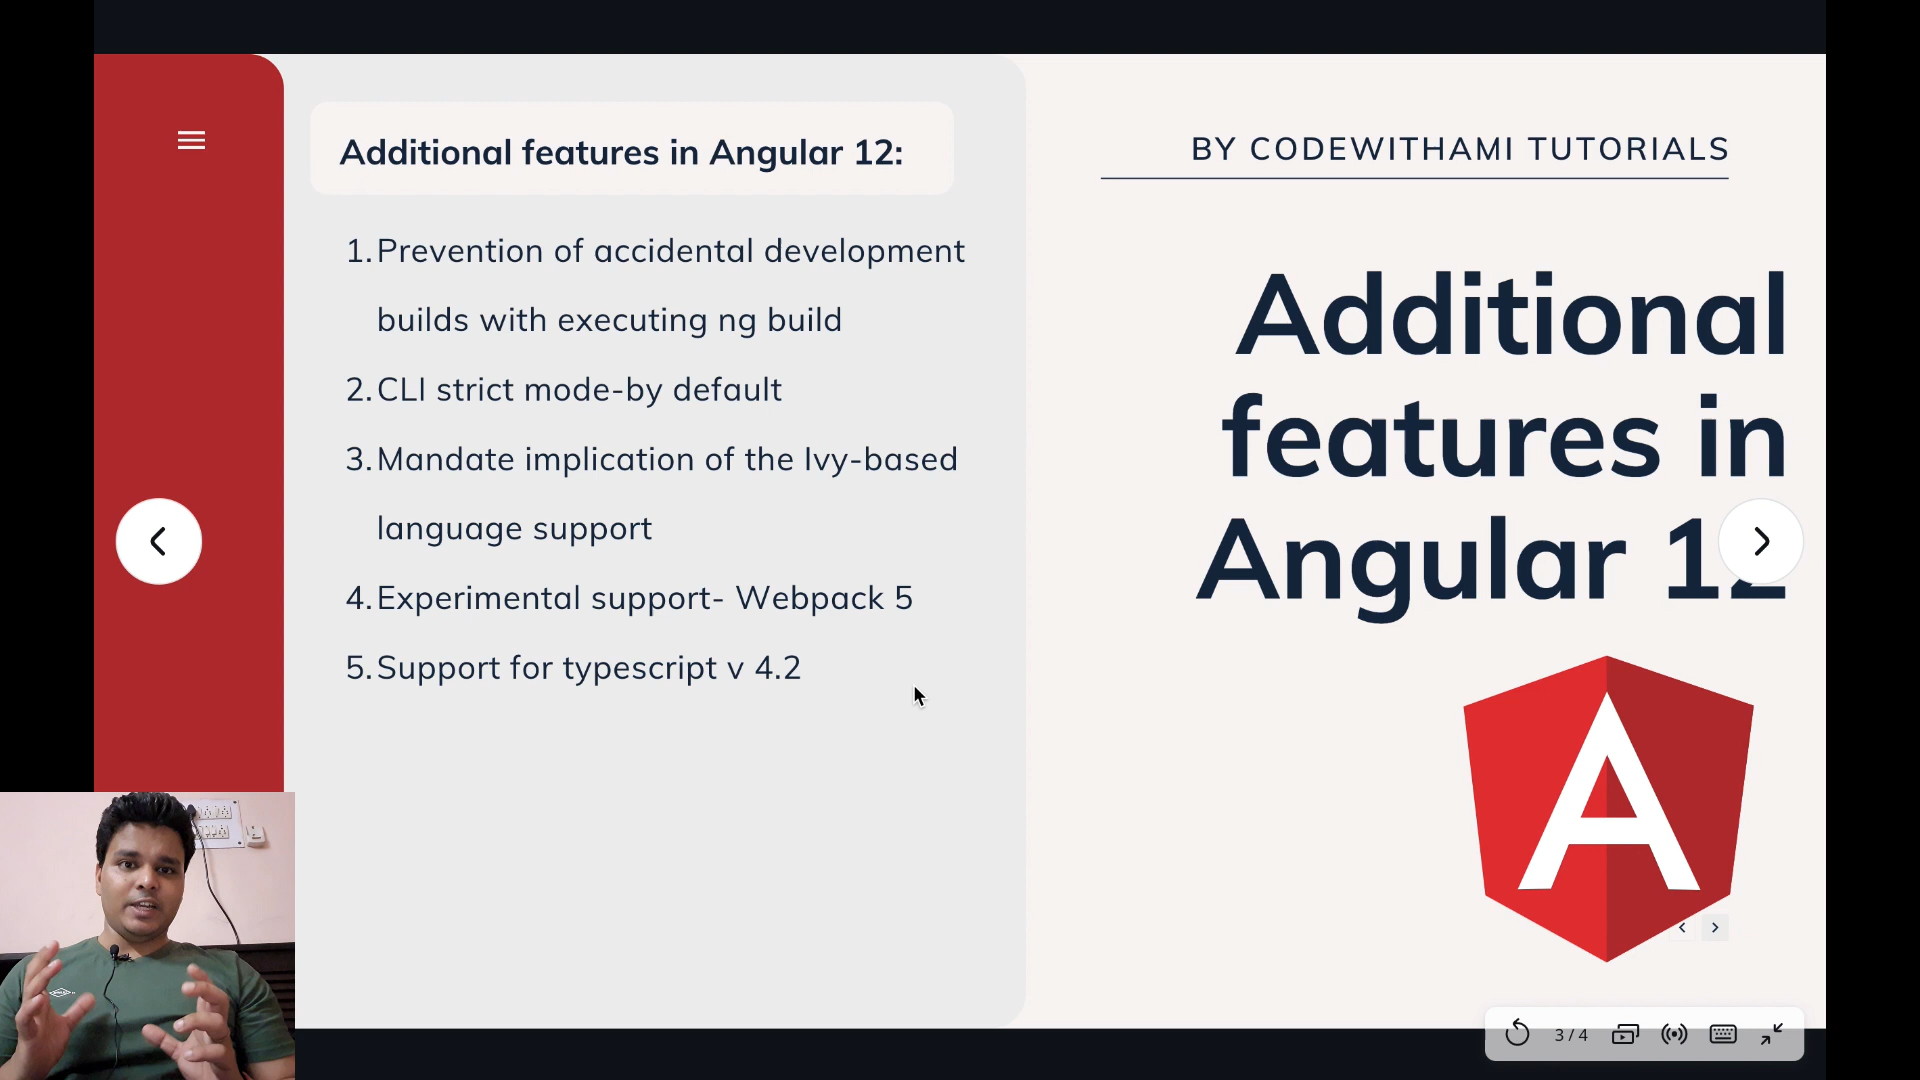 Additional features in Angular 12:
1. Prevention of accidental development
builds with executing ng build
2. CLI strict mode-by default
3. Mandate implication of the Ivy-based
language support
4. Experimental support- Webpack 5
5. Support for typescript v 4.2
BY CODEWITHAMI TUTORIALS
Additional
features in
Angular 12
3 / 4